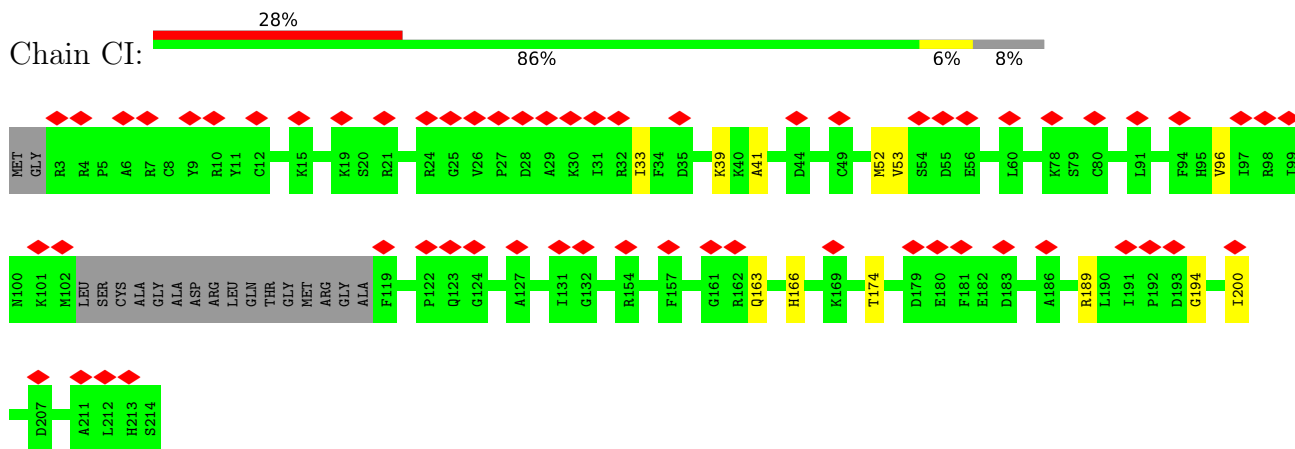 28%
Chain CI:
86% 6% 8%
MET GLY R3 R4 P5 A6 R7 C8 Y9 R10 Y11 C12 K15 K19 S20 R21 R24 G25 V26 P27 D28 A29 K30 I31 R32 I33 F34 D35 K39 K40 A41 D44 C49 M52 V53 S54 D55 E56 L60 K78 S79 C80 L91 F94 H95 V96 I97 R98 I99
N100 K101 M102 LEU SER CYS ALA GLY ALA ASP ARG LEU GLN THR GLY MET ARG GLY ALA F119 P122 Q123 G124 A127 I131 G132 R154 F157 G161 R162 Q163 H166 K169 T174 D179 E180 F181 E182 D183 A186 R189 L190 I191 P192 D193 G194 I200
D207 A211 L212 H213 S214